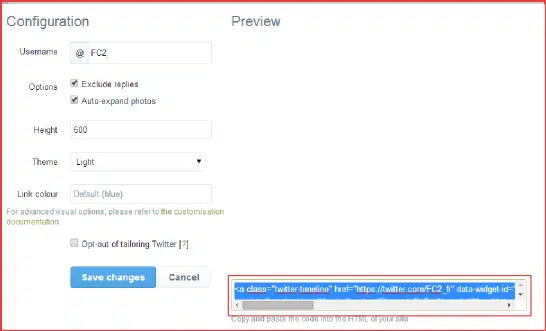 Configuration
Preview
Username
@ FC2_
Options
Exclude replies
Auto-expand photos
Height
600
Theme
Light
Link colour
Default (blue)
For advanced visual options, please refer to the customisation
documentation.
Opt-out of tailoring Twitter [?]
Save changes
Cancel
<a class="twitter-timeline" href="https://twitter.com/FC2_fr" data-widget-id="
Copy and paste the code into the HTML of your site